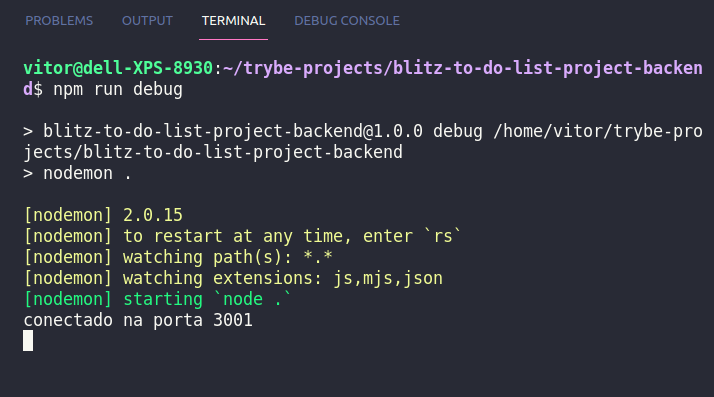 PROBLEMS OUTPUT TERMINAL DEBUG CONSOLE
vitor@dell-XPS-8930:~/trybe-projects/blitz-to-do-list-project-backen
d$ npm run debug
> blitz-to-do-list-project-backend@1.0.0 debug /home/vitor/trybe-pro
jects/blitz-to-do-list-project-backend
> nodemon .
[nodemon] 2.0.15
[nodemon] to restart at any time, enter `rs`
[nodemon] watching path(s): *.*
[nodemon] watching extensions: js,mjs,json
[nodemon] starting `node .`
conectado na porta 3001